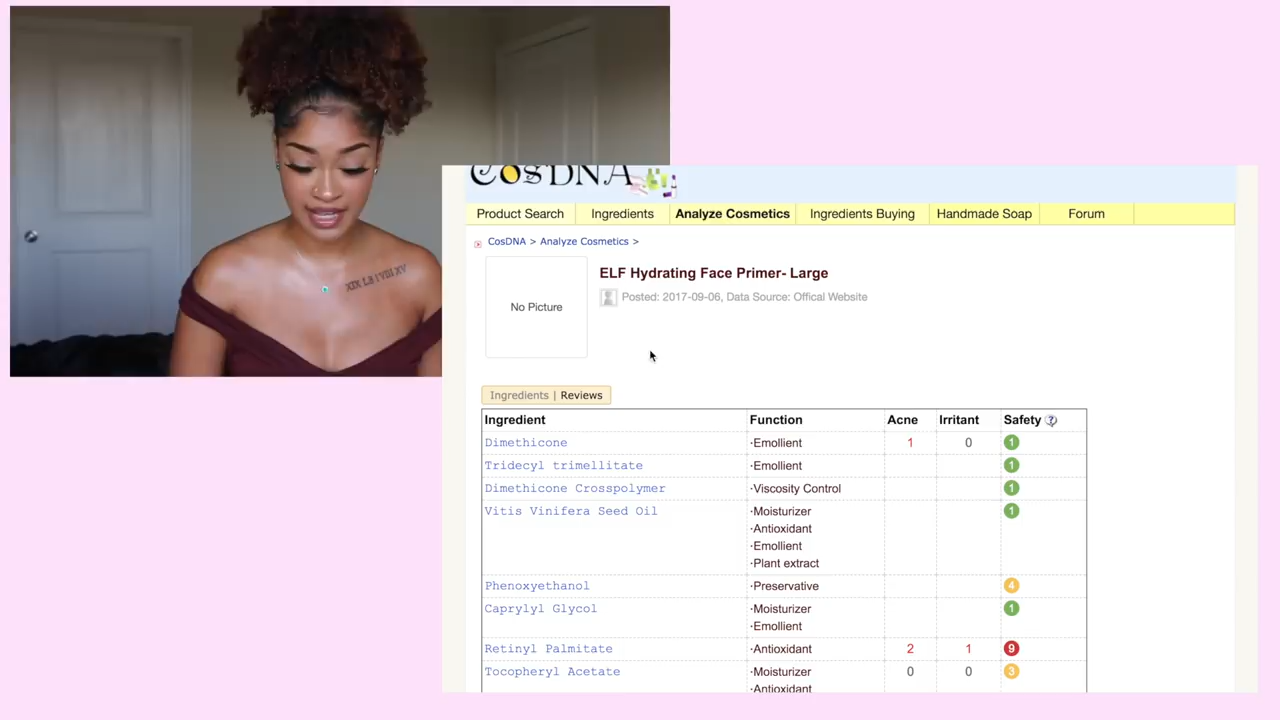 XIX LII VIII XV
CosDNA
Product Search Ingredients Analyze Cosmetics Ingredients Buying Handmade Soap Forum
CosDNA > Analyze Cosmetics >
No Picture
ELF Hydrating Face Primer- Large
Posted: 2017-09-06, Data Source: Offical Website
Ingredients | Reviews
Ingredient Function Acne Irritant Safety ?
Dimethicone ·Emollient 1 0 1
Tridecyl trimellitate ·Emollient 1
Dimethicone Crosspolymer ·Viscosity Control 1
Vitis Vinifera Seed Oil ·Moisturizer 1
·Antioxidant
·Emollient
·Plant extract
Phenoxyethanol ·Preservative 4
Caprylyl Glycol ·Moisturizer 1
·Emollient
Retinyl Palmitate ·Antioxidant 2 1 9
Tocopheryl Acetate ·Moisturizer 0 0 3
·Antioxidant